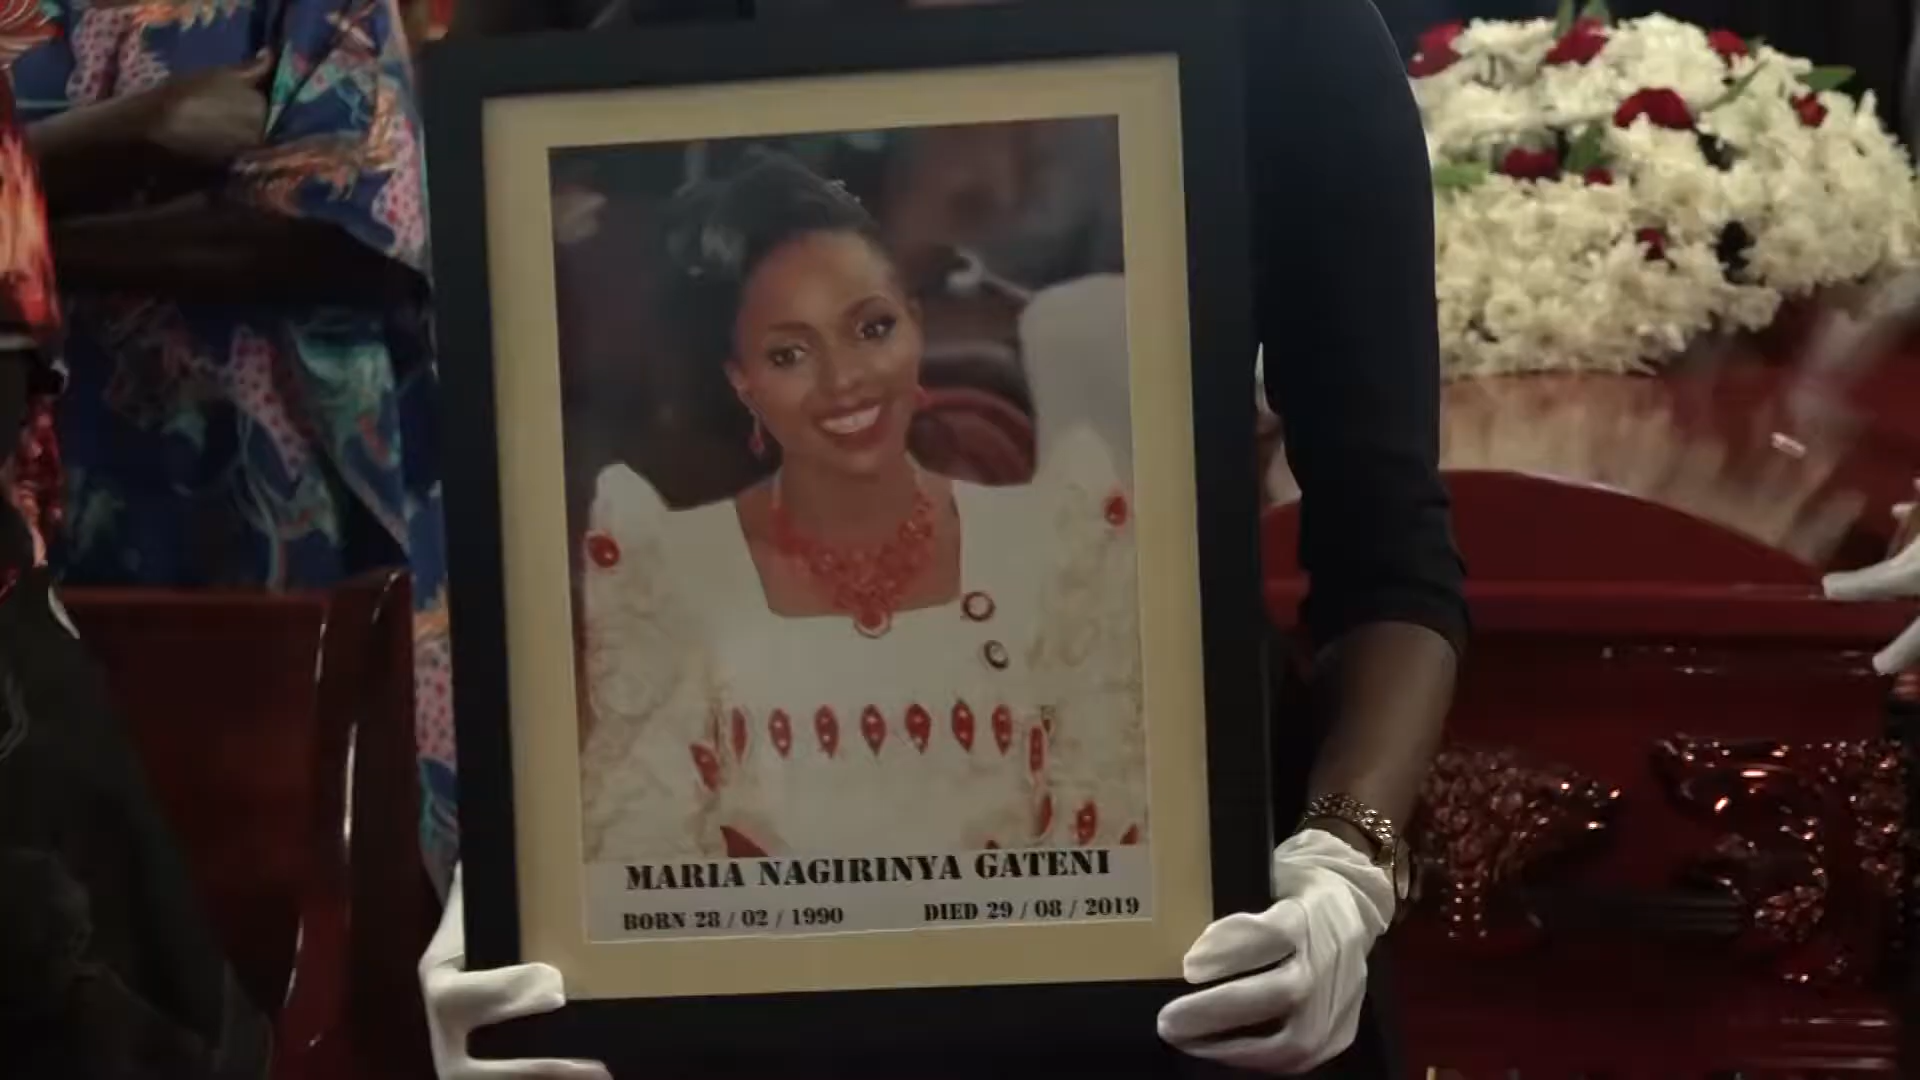 MARIA NAGIRINYA GATENI
BORN 28 / 02 / 1990 DIED 29 / 08 / 2019